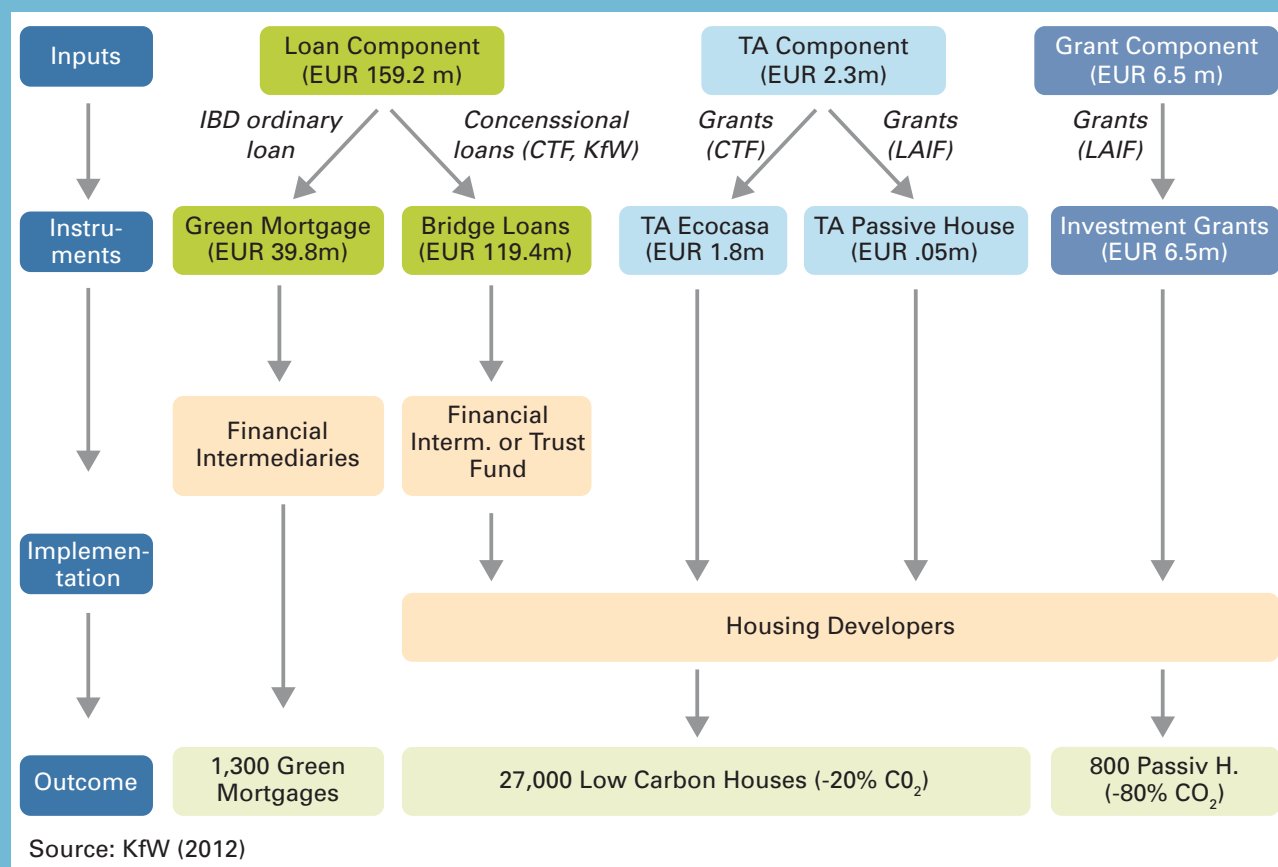 Inputs
Loan Component
(EUR 159.2 m)
TA Component
(EUR 2.3m)
Grant Component
(EUR 6.5 m)
IBD ordinary
loan
Concenssional
loans (CTF, KfW)
Grants
(CTF)
Grants
(LAIF)
Grants
(LAIF)
Instru-
ments
Green Mortgage
(EUR 39.8m)
Bridge Loans
(EUR 119.4m)
TA Ecocasa
(EUR 1.8m
TA Passive House
(EUR .05m)
Investment Grants
(EUR 6.5m)
Financial
Intermediaries
Financial
Interm. or Trust
Fund
Implemen-
tation
Housing Developers
Outcome
1,300 Green
Mortgages
27,000 Low Carbon Houses (-20% C0₂)
800 Passiv H.
(-80% CO₂)
Source: KfW (2012)